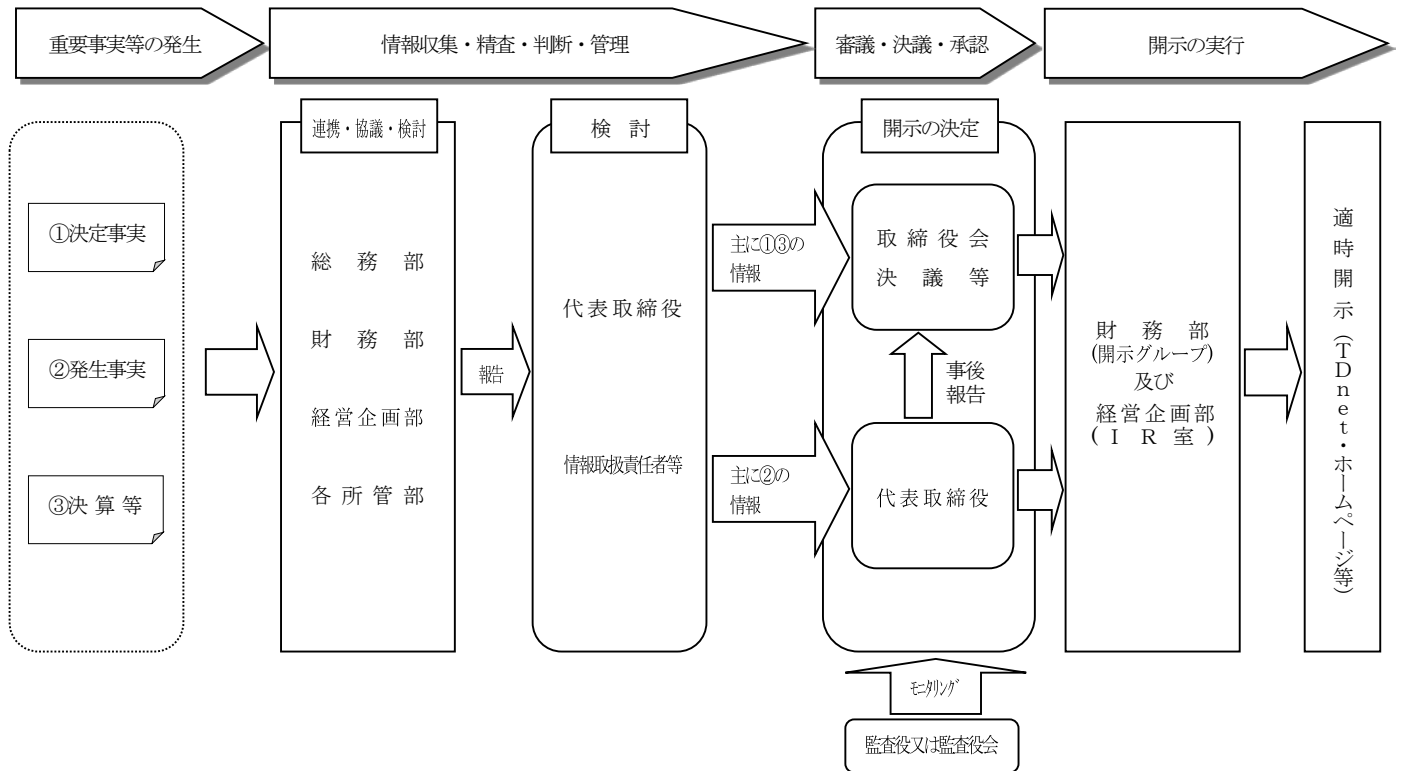 重要事実等の発生
情報収集・精査・判断・管理
審議・決議・承認
開示の実行
①決定事実
②発生事実
③決算等
連携・協議・検討
総務部
財務部
経営企画部
各所管部
報告
検討
代表取締役
情報取扱責任者等
主に①③の
情報
主に②の
情報
開示の決定
取締役会
決議等
事後
報告
代表取締役
モニタリング
監査役又は監査役会
財務部
(開示グループ)
及び
経営企画部
(IR室)
適時開示(TDnet・ホームページ等)